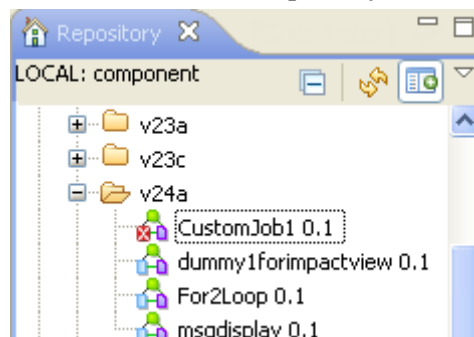 Repository
LOCAL: component
v23a
v23c
v24a
CustomJob1 0.1
dummy1forimpactview 0.1
For2Loop 0.1
msgdisplay 0.1